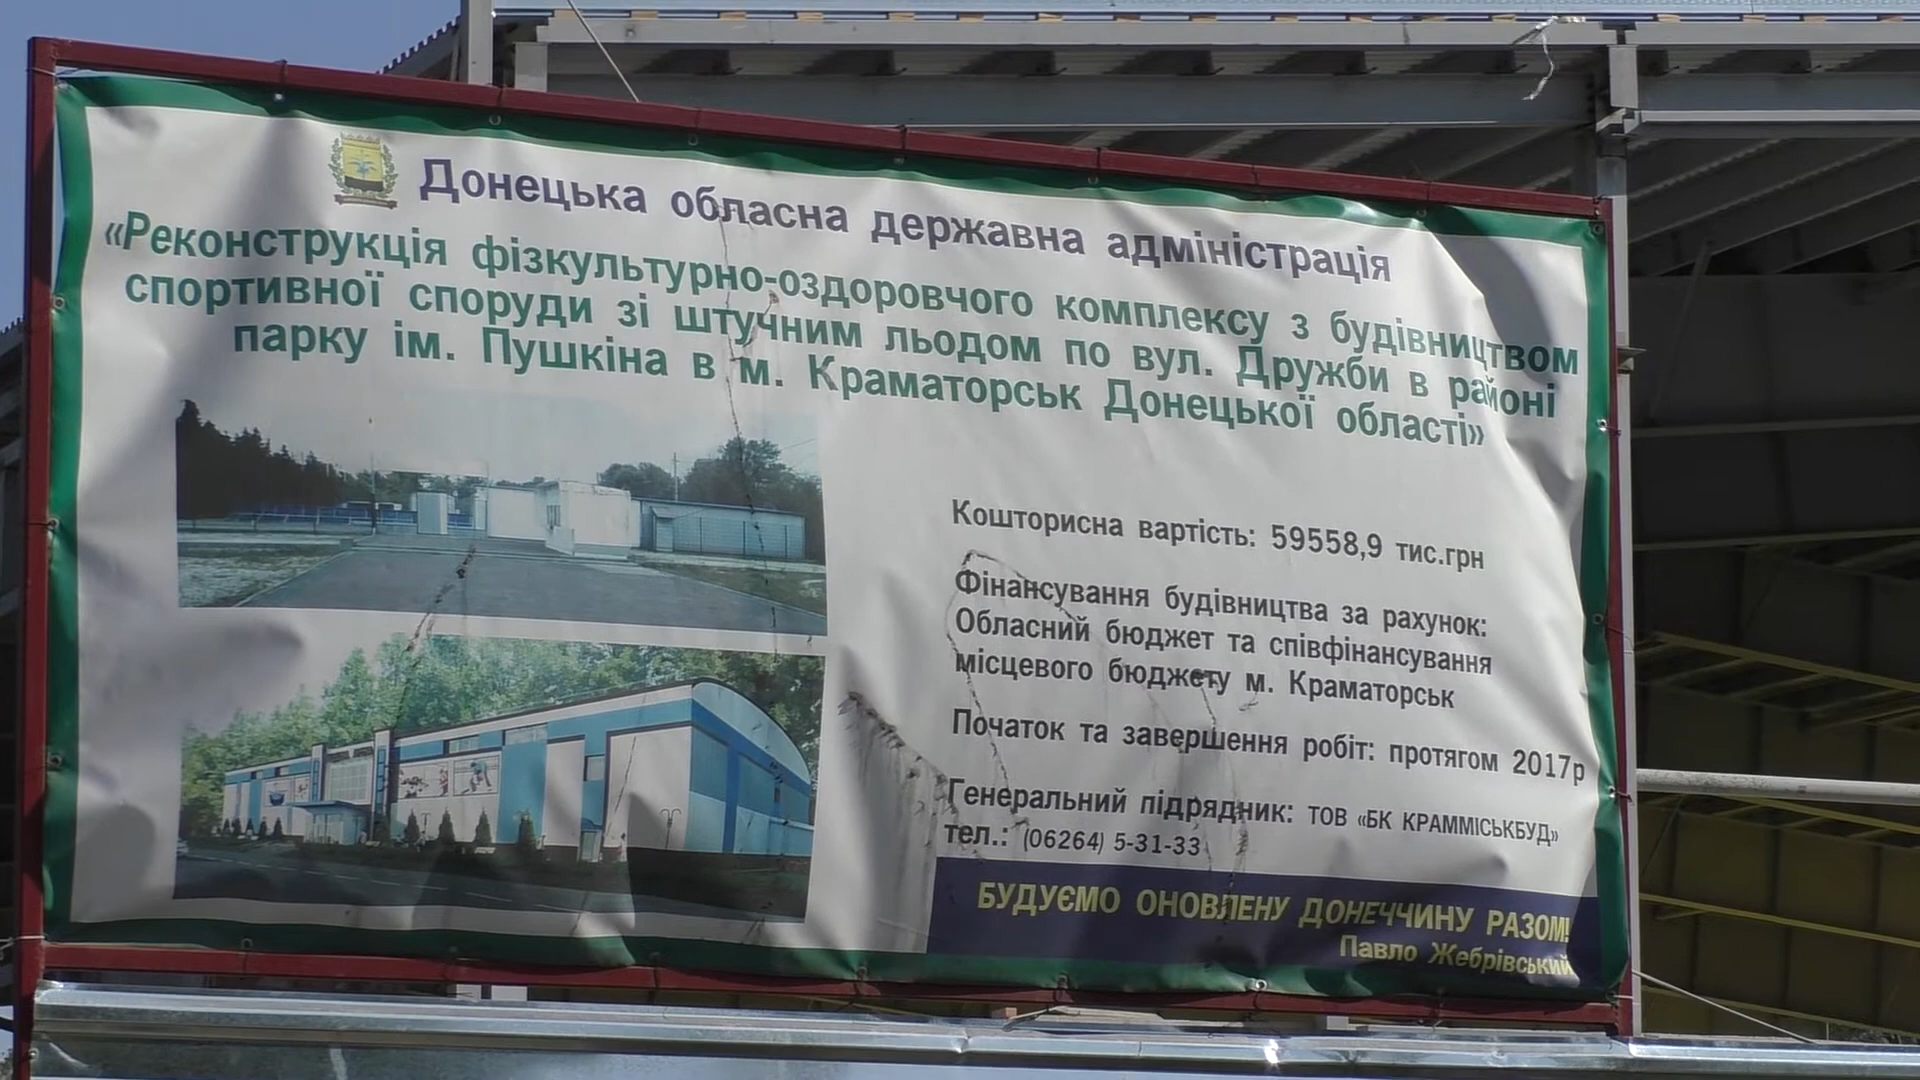 Донецька обласна державна адміністрація
«Реконструкція фізкультурно-оздоровчого комплексу з будівництвом
спортивної споруди зі штучним льодом по вул. Дружби в районі
парку ім. Пушкіна в м. Краматорськ Донецької області»
Кошторисна вартість: 59558,9 тис.грн
Фінансування будівництва за рахунок:
Обласний бюджет та співфінансування
місцевого бюджету м. Краматорськ
Початок та завершення робіт: протягом 2017р
Генеральний підрядник: ТОВ «БК КРАММІСЬКБУД»
тел.: (06264) 5-31-33
БУДУЄМО ОНОВЛЕНУ ДОНЕЧЧИНУ РАЗОМ!
Павло Жебрівський